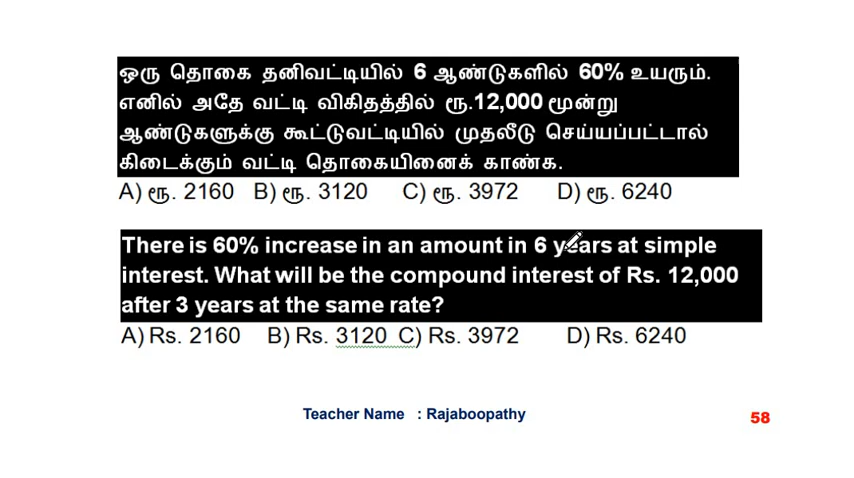 ஒரு தொகை தனிவட்டியில் 6 ஆண்டுகளில் 60% உயரும்.
எனில் அதே வட்டி விகிதத்தில் ரூ.12,000 மூன்று
ஆண்டுகளுக்கு கூட்டுவட்டியில் முதலீடு செய்யப்பட்டால்
கிடைக்கும் வட்டி தொகையினைக் காண்க.
A) ரூ. 2160 B) ரூ. 3120 C) ரூ. 3972 D) ரூ. 6240
There is 60% increase in an amount in 6 years at simple
interest. What will be the compound interest of Rs. 12,000
after 3 years at the same rate?
A) Rs. 2160 B) Rs. 3120 C) Rs. 3972 D) Rs. 6240
Teacher Name : Rajaboopathy
58